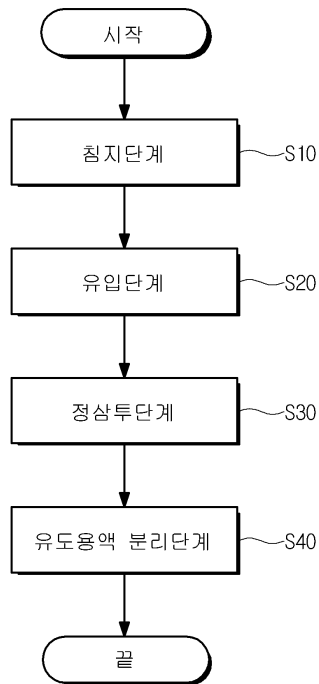 시작
침지단계
S10
유입단계
S20
정삼투단계
S30
유도용액 분리단계
S40
끝